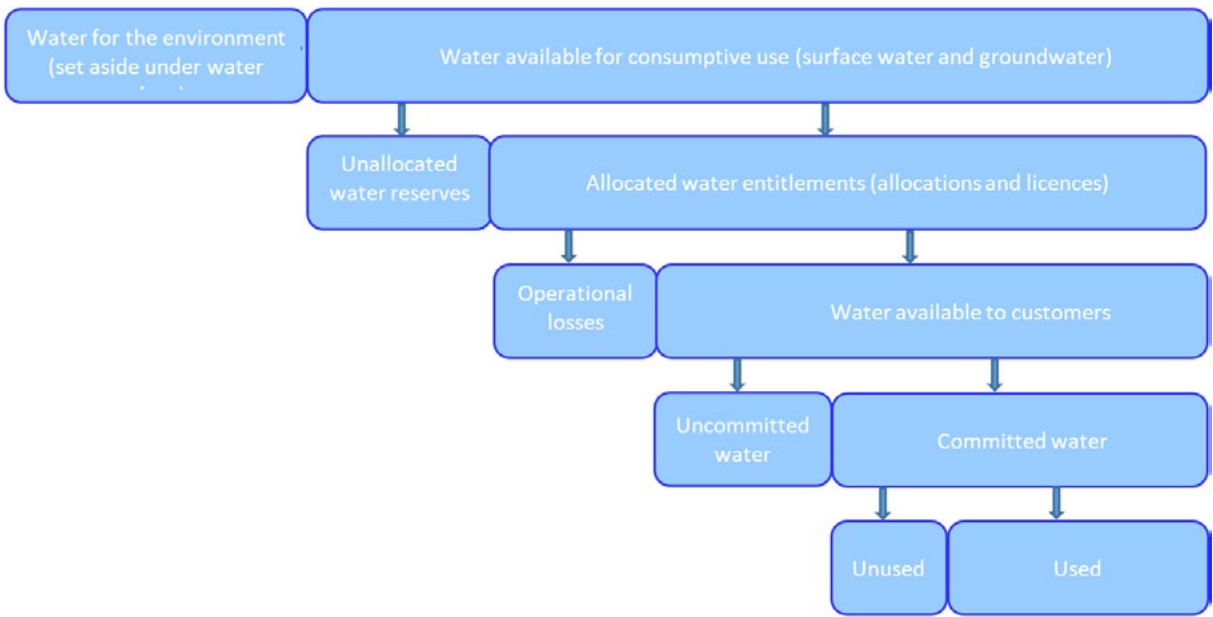 Water for the environment
(set aside under water
Water available for consumptive use (surface water and groundwater)
Unallocated
water reserves
Allocated water entitlements (allocations and licences)
Operational
losses
Water available to customers
Uncommitted
water
Committed water
Unused
Used